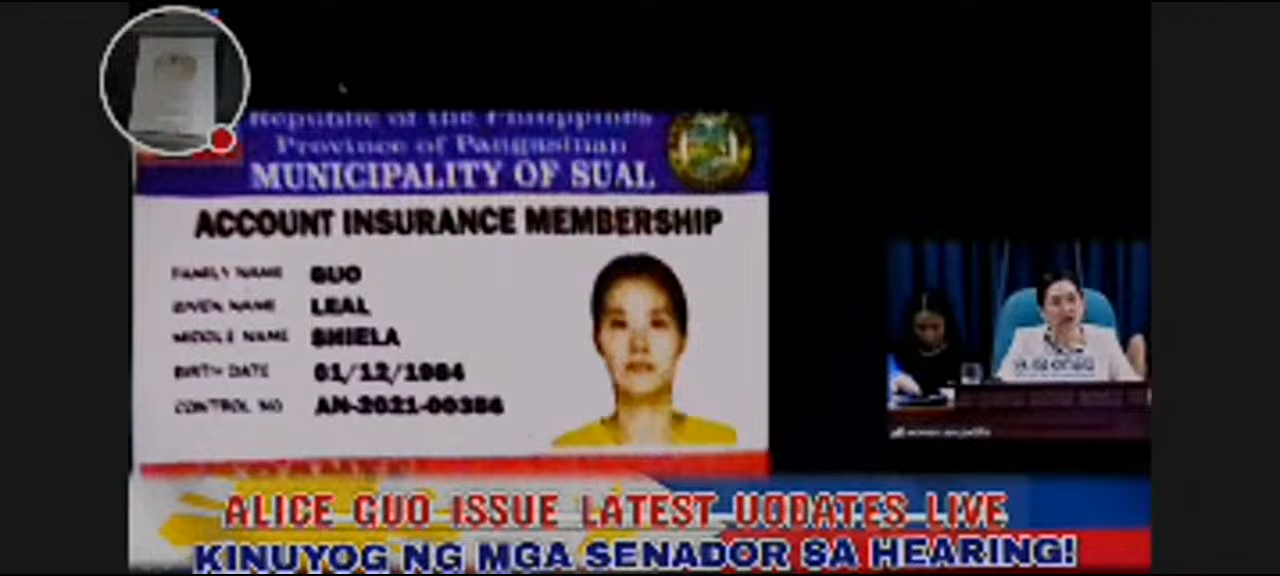 Republic of the Philippines
Province of Pangasinan
MUNICIPALITY OF SUAL
ACCOUNT INSURANCE MEMBERSHIP
FAMILY NAME GUO
GIVEN NAME LEAL
MIDDLE NAME SHIELA
BIRTH DATE 01/12/1984
CONTROL NO AN-2021-00386
ALICE GUO ISSUE LATEST UODATES LIVE
KINUYOG NG MGA SENADOR SA HEARING!